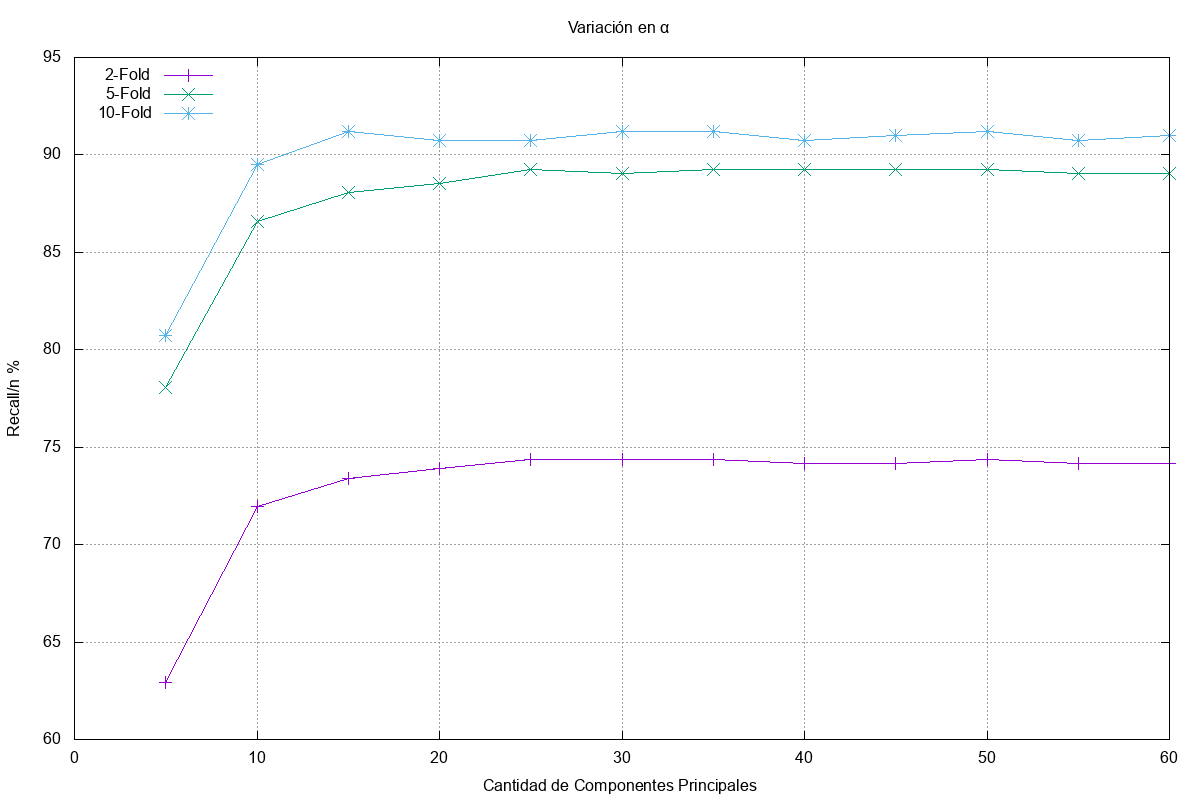 Variación en α
2-Fold
5-Fold
10-Fold
95
90
85
80
75
70
65
60
Recall/n %
0 10 20 30 40 50 60
Cantidad de Componentes Principales